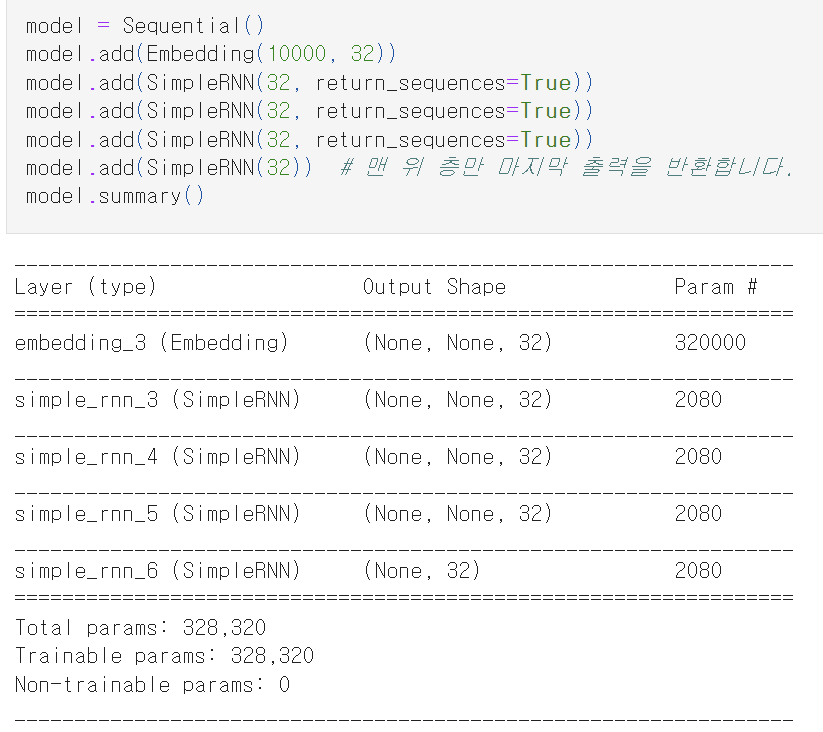 model = Sequential()
model.add(Embedding(10000, 32))
model.add(SimpleRNN(32, return_sequences=True))
model.add(SimpleRNN(32, return_sequences=True))
model.add(SimpleRNN(32, return_sequences=True))
model.add(SimpleRNN(32))  # 맨 위 층만 마지막 출력을 반환합니다.
model.summary()
_________________________________________________________________
Layer (type)                 Output Shape              Param #
=================================================================
embedding_3 (Embedding)      (None, None, 32)          320000
_________________________________________________________________
simple_rnn_3 (SimpleRNN)     (None, None, 32)          2080
_________________________________________________________________
simple_rnn_4 (SimpleRNN)     (None, None, 32)          2080
_________________________________________________________________
simple_rnn_5 (SimpleRNN)     (None, None, 32)          2080
_________________________________________________________________
simple_rnn_6 (SimpleRNN)     (None, 32)                2080
=================================================================
Total params: 328,320
Trainable params: 328,320
Non-trainable params: 0
_________________________________________________________________